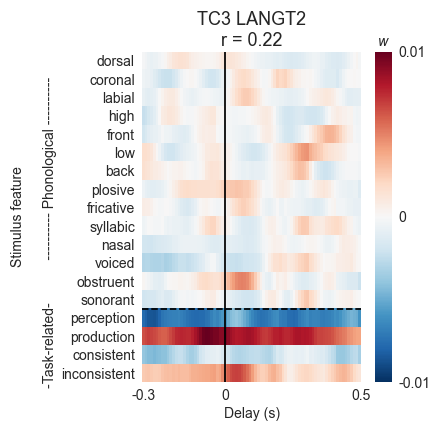 TC3 LANGT2
r = 0.22
w
dorsal
coronal
labial
high
front
low
back
plosive
fricative
syllabic
nasal
voiced
obstruent
sonorant
perception
production
consistent
inconsistent
Stimulus feature
---------- Phonological ----------
-Task-related-
-0.3
0
0.5
Delay (s)
0.01
0
-0.01